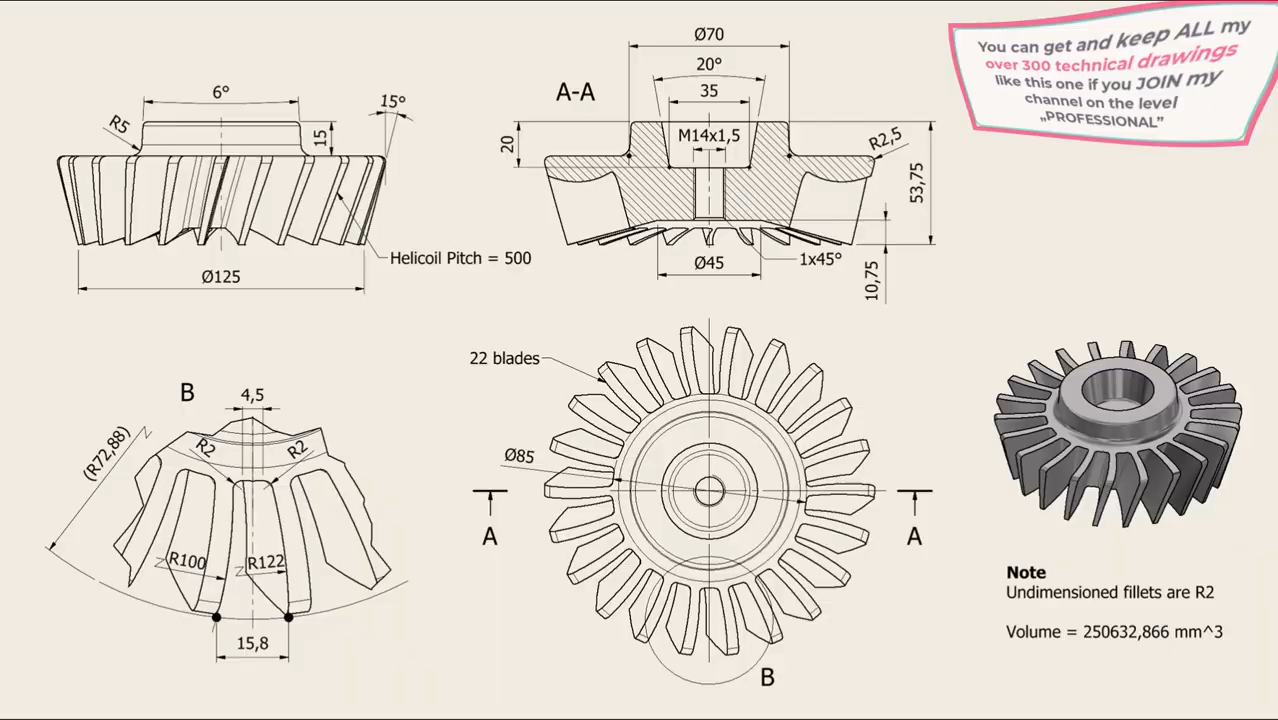 You can get and keep ALL my
over 300 technical drawings
like this one if you JOIN my
channel on the level
„PROFESSIONAL”
6°
15°
R5
15
Helicoil Pitch = 500
Ø125
A-A
Ø70
20°
35
M14x1,5
20
R2,5
53,75
10,75
1x45°
Ø45
B
4,5
(R72,88)
R2
R2
R100
R122
15,8
22 blades
Ø85
A
A
B
Note
Undimensioned fillets are R2
Volume = 250632,866 mm^3